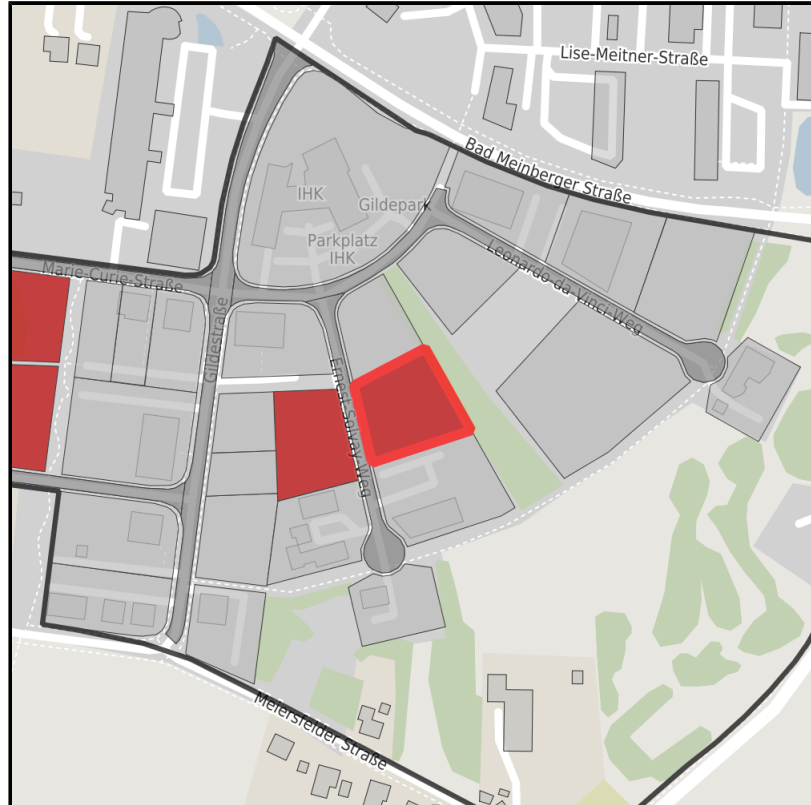 Lise-Meitner-Straße
Bad Meinberger Straße
IHK
Gildepark
Parkplatz
IHK
Leonardo-da-Vinci-Weg
Marie-Curie-Straße
Gildestraße
Ernest-Solvay-Weg
Meiersfelder Straße